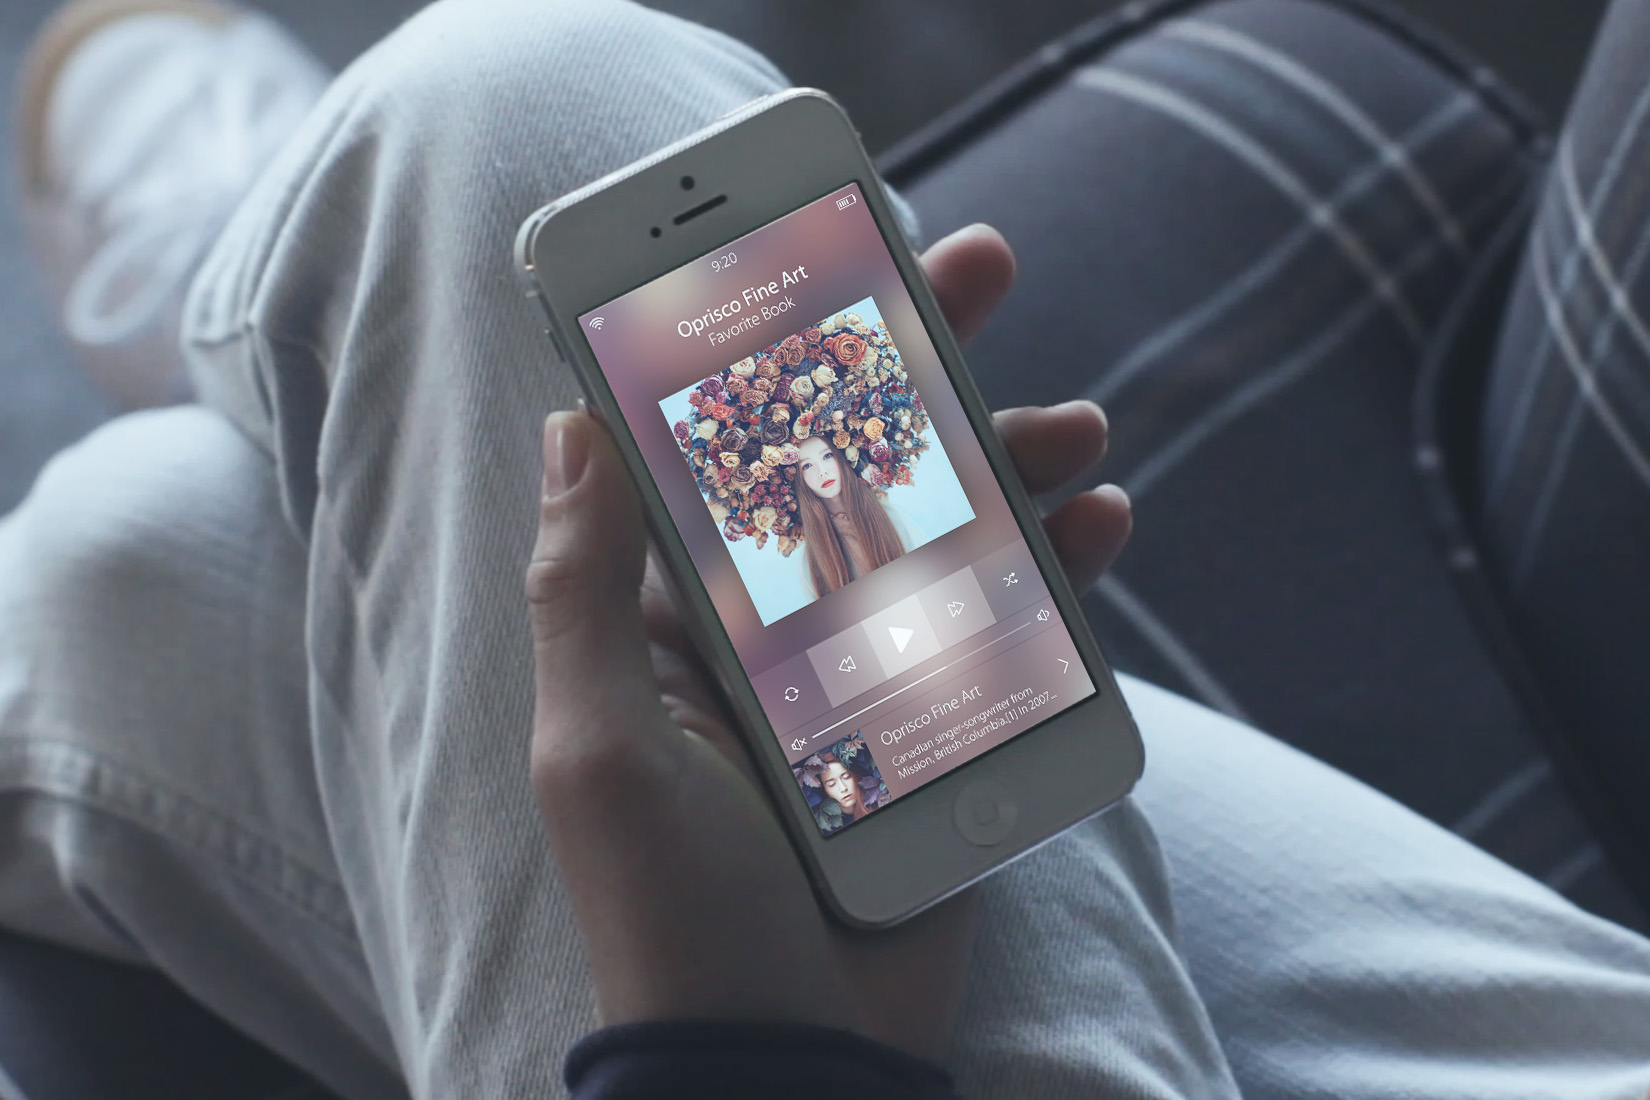 9:20
Oprisco Fine Art
Favorite Book
Oprisco Fine Art
Canadian singer-songwriter from
Mission, British Columbia.[1] In 2007...